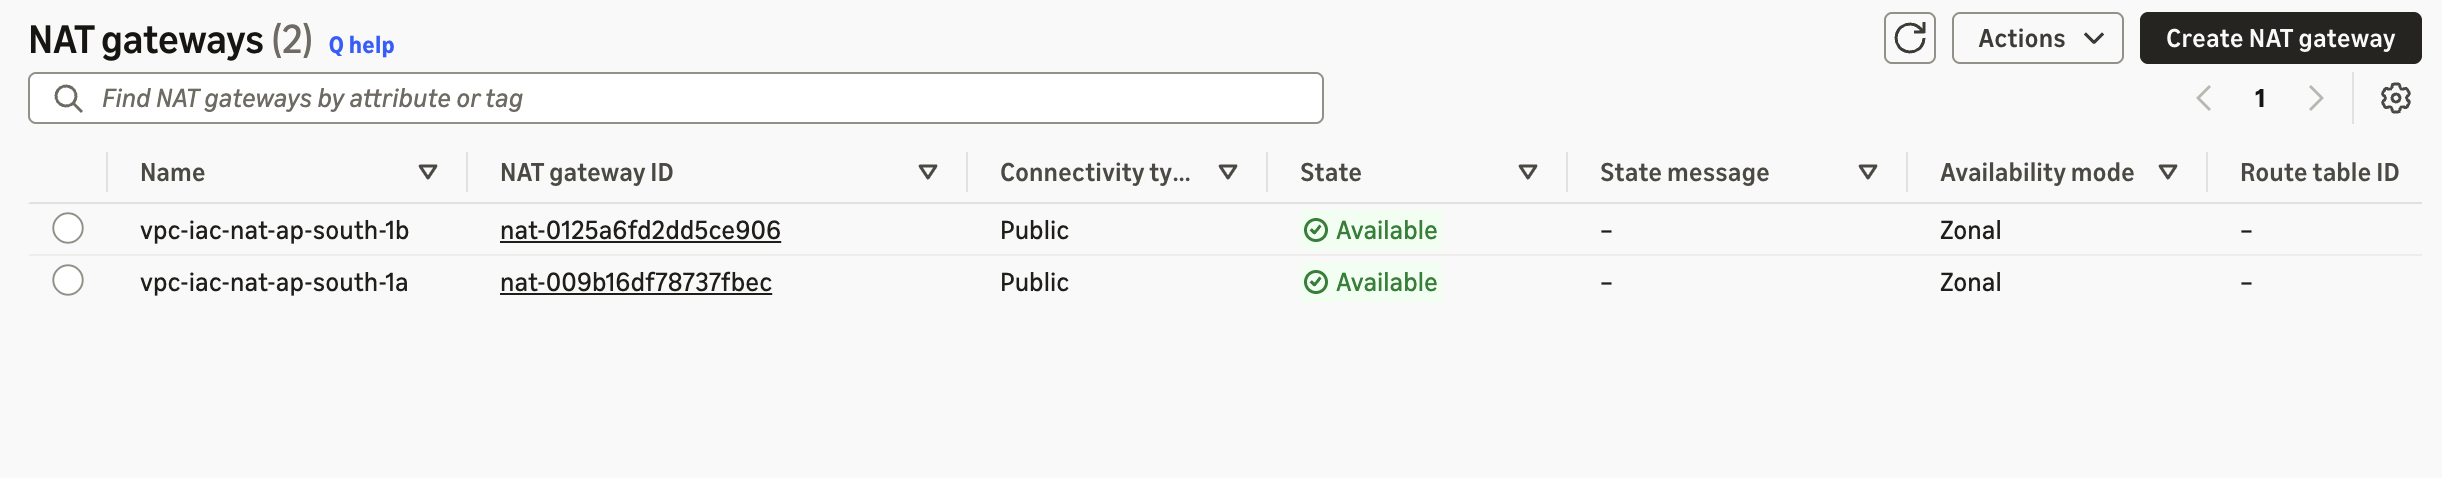 NAT gateways (2) Q help
Actions
Create NAT gateway
Find NAT gateways by attribute or tag
1
Name NAT gateway ID Connectivity ty... State State message Availability mode Route table ID
vpc-iac-nat-ap-south-1b nat-0125a6fd2dd5ce906 Public Available – Zonal –
vpc-iac-nat-ap-south-1a nat-009b16df78737fbec Public Available – Zonal –